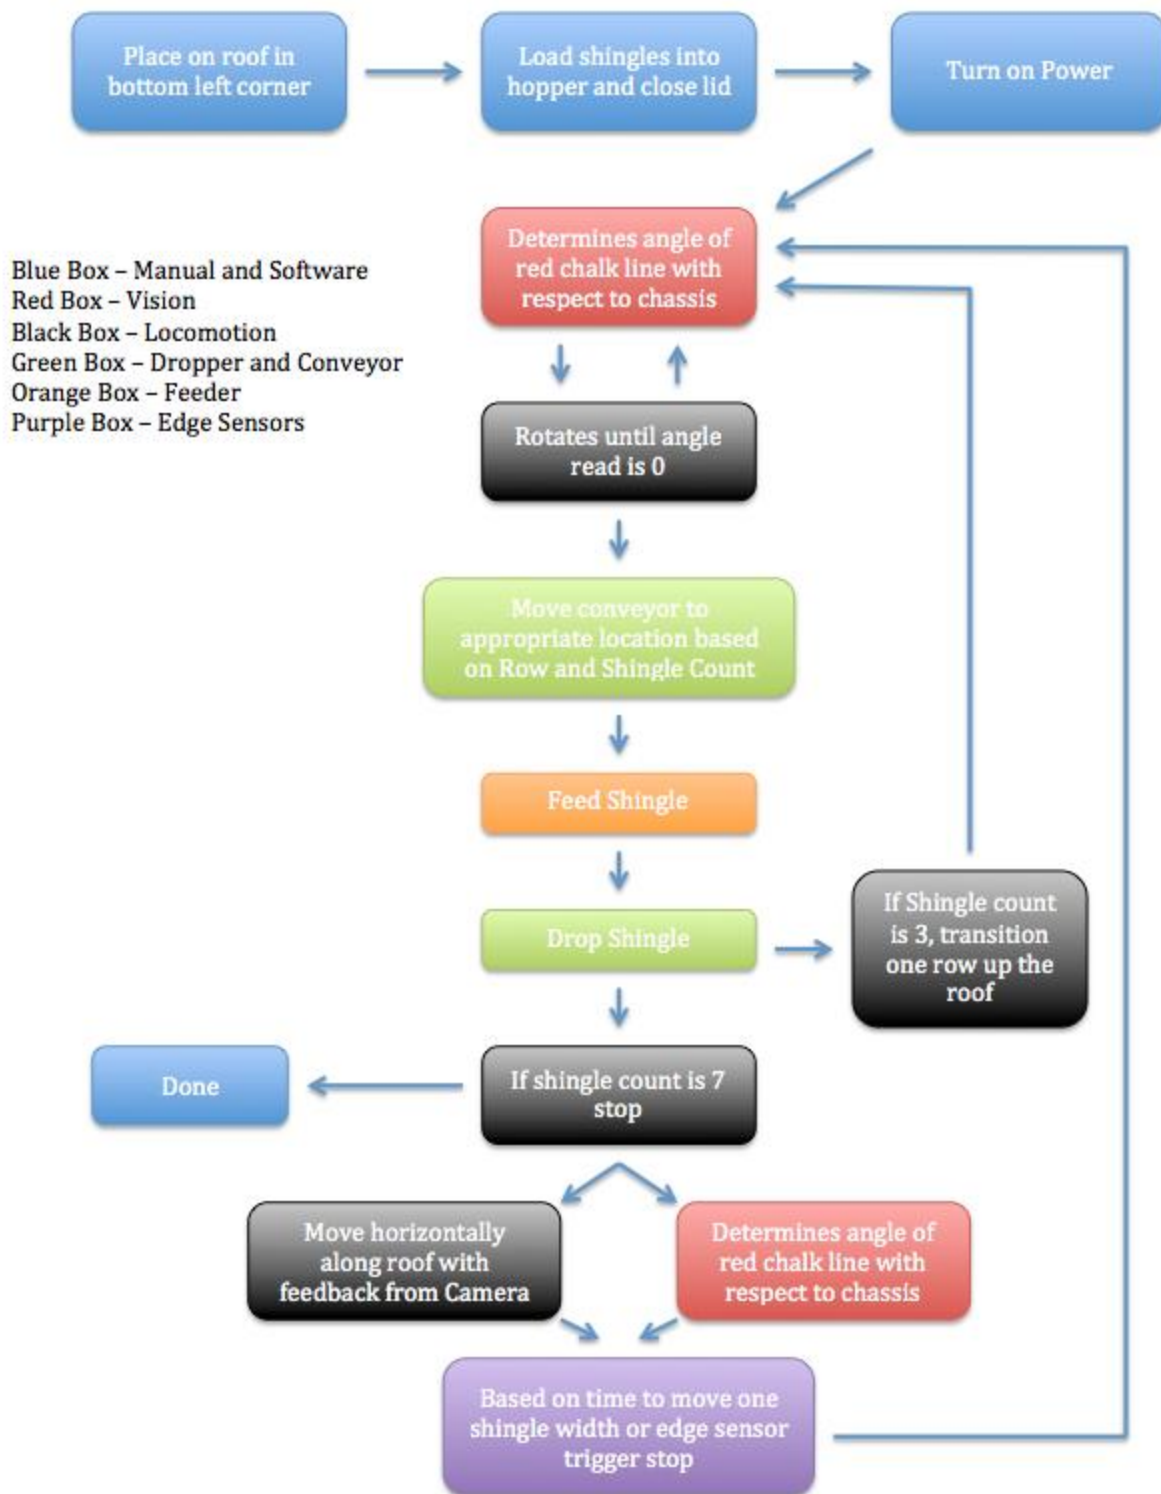 Place on roof in
bottom left corner
Load shingles into
hopper and close lid
Turn on Power
Determines angle of
red chalk line with
respect to chassis
Blue Box – Manual and Software
Red Box – Vision
Black Box – Locomotion
Green Box – Dropper and Conveyor
Orange Box – Feeder
Purple Box – Edge Sensors
Rotates until angle
read is 0
Move conveyor to
appropriate location based
on Row and Shingle Count
Feed Shingle
Drop Shingle
If Shingle count
is 3, transition
one row up the
roof
If shingle count is 7
stop
Done
Move horizontally
along roof with
feedback from Camera
Determines angle of
red chalk line with
respect to chassis
Based on time to move one
shingle width or edge sensor
trigger stop